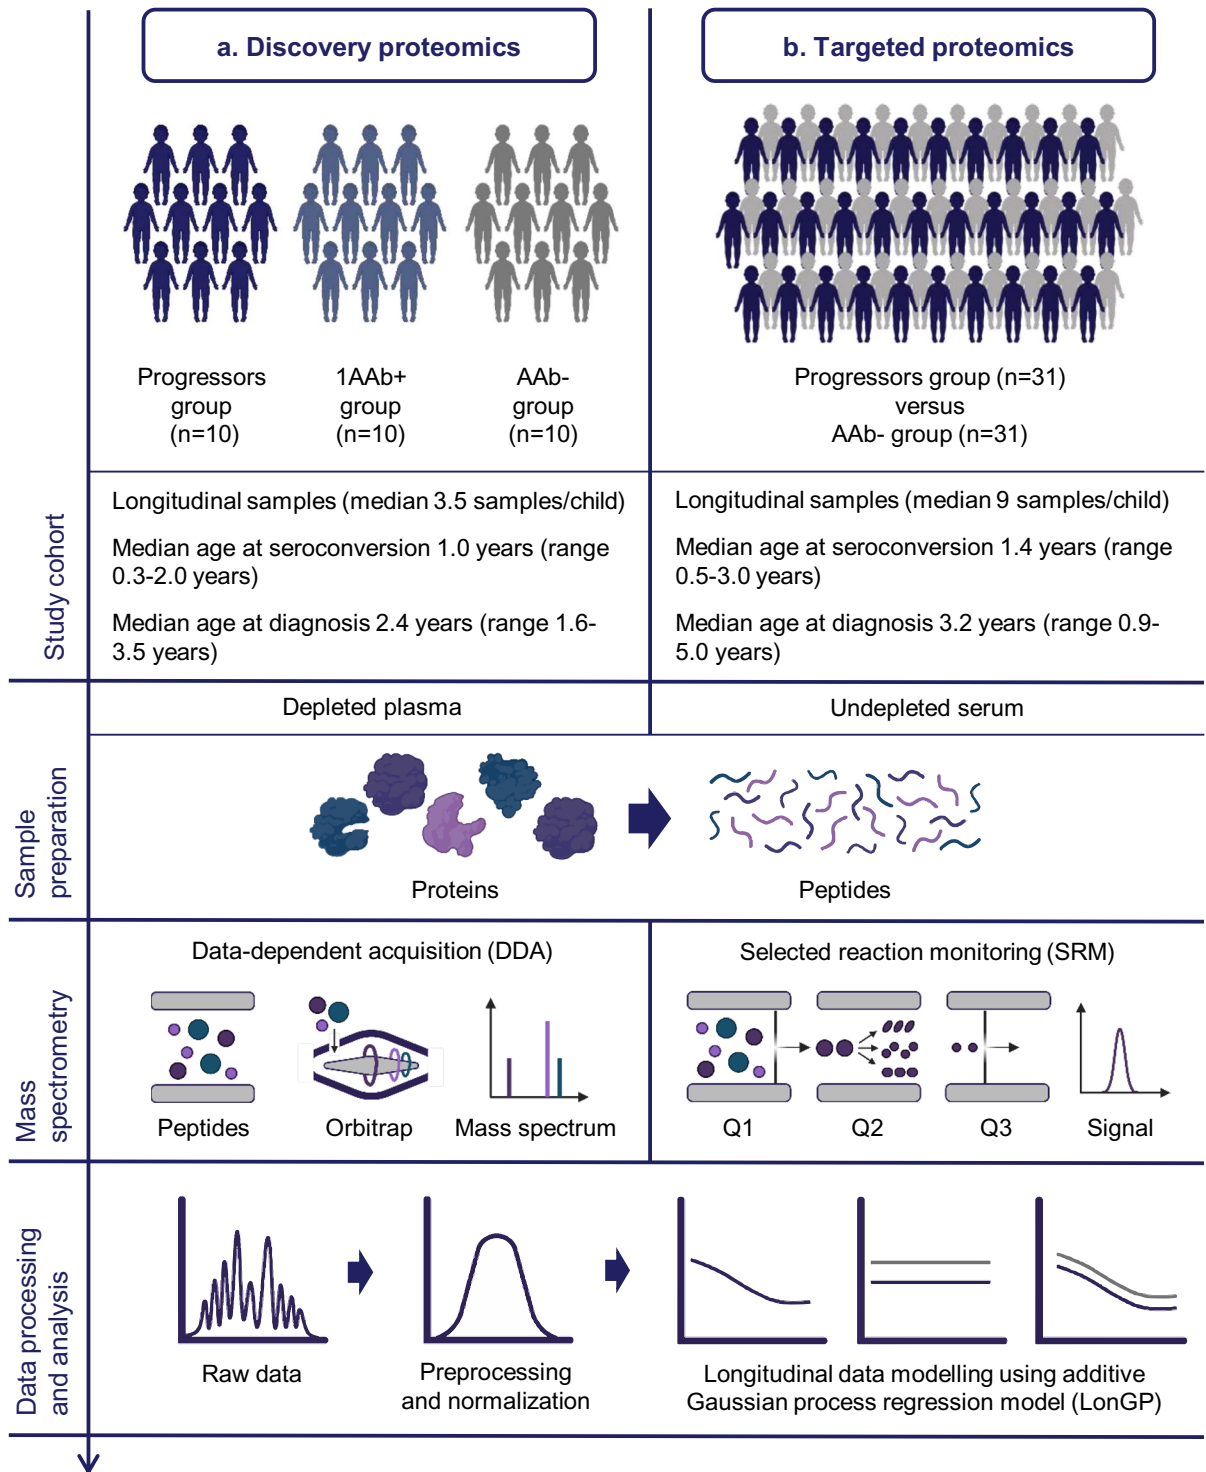 a. Discovery proteomics
b. Targeted proteomics
Progressors
group
(n=10)
1AAb+
group
(n=10)
AAb-
group
(n=10)
Progressors group (n=31)
versus
AAb- group (n=31)
Study cohort
Longitudinal samples (median 3.5 samples/child)
Median age at seroconversion 1.0 years (range
0.3-2.0 years)
Median age at diagnosis 2.4 years (range 1.6-
3.5 years)
Longitudinal samples (median 9 samples/child)
Median age at seroconversion 1.4 years (range
0.5-3.0 years)
Median age at diagnosis 3.2 years (range 0.9-
5.0 years)
Sample
preparation
Depleted plasma
Undepleted serum
Proteins
Peptides
Mass
spectrometry
Data-dependent acquisition (DDA)
Selected reaction monitoring (SRM)
Peptides
Orbitrap
Mass spectrum
Q1
Q2
Q3
Signal
Data processing
and analysis
Raw data
Preprocessing
and normalization
Longitudinal data modelling using additive
Gaussian process regression model (LonGP)